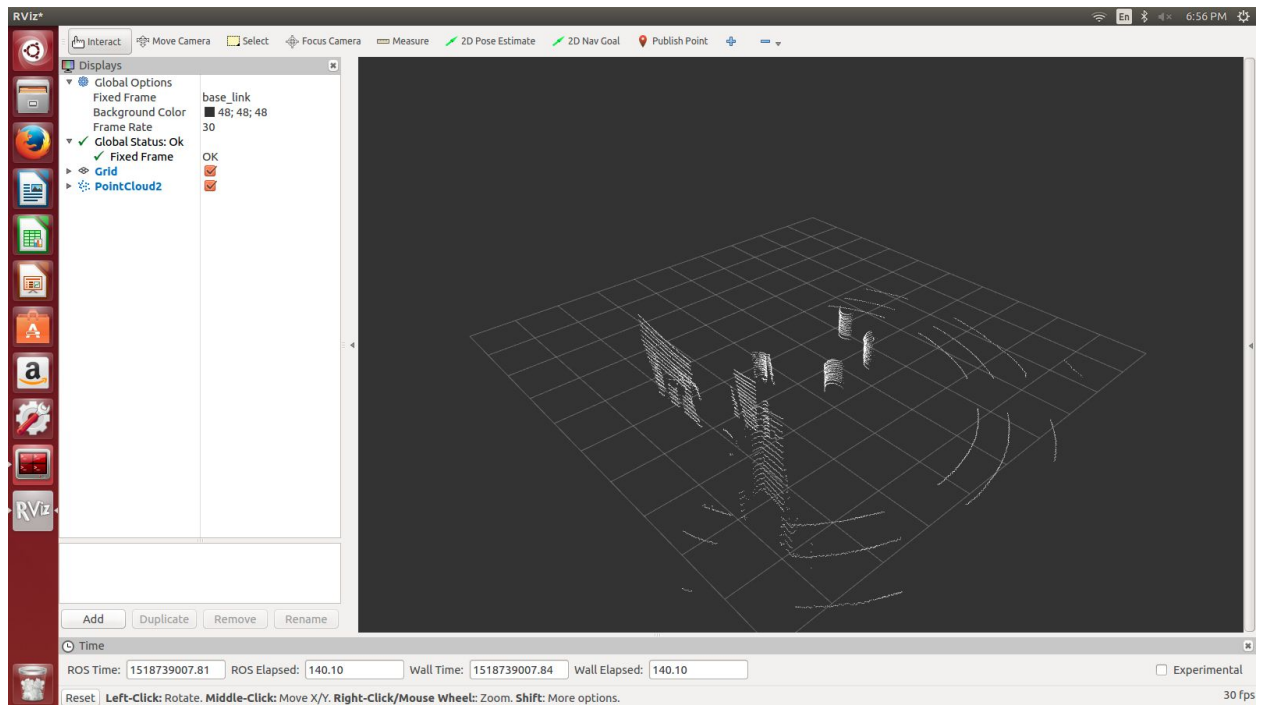 RViz*
En
6:56 PM
Interact Move Camera Select Focus Camera Measure 2D Pose Estimate 2D Nav Goal Publish Point
Displays
Global Options
Fixed Frame base_link
Background Color 48; 48; 48
Frame Rate 30
Global Status: Ok
Fixed Frame OK
Grid
PointCloud2
a
RViz
Add Duplicate Remove Rename
Time
ROS Time: 1518739007.81 ROS Elapsed: 140.10 Wall Time: 1518739007.84 Wall Elapsed: 140.10 Experimental
Reset Left-Click: Rotate. Middle-Click: Move X/Y. Right-Click/Mouse Wheel:: Zoom. Shift: More options. 30 fps